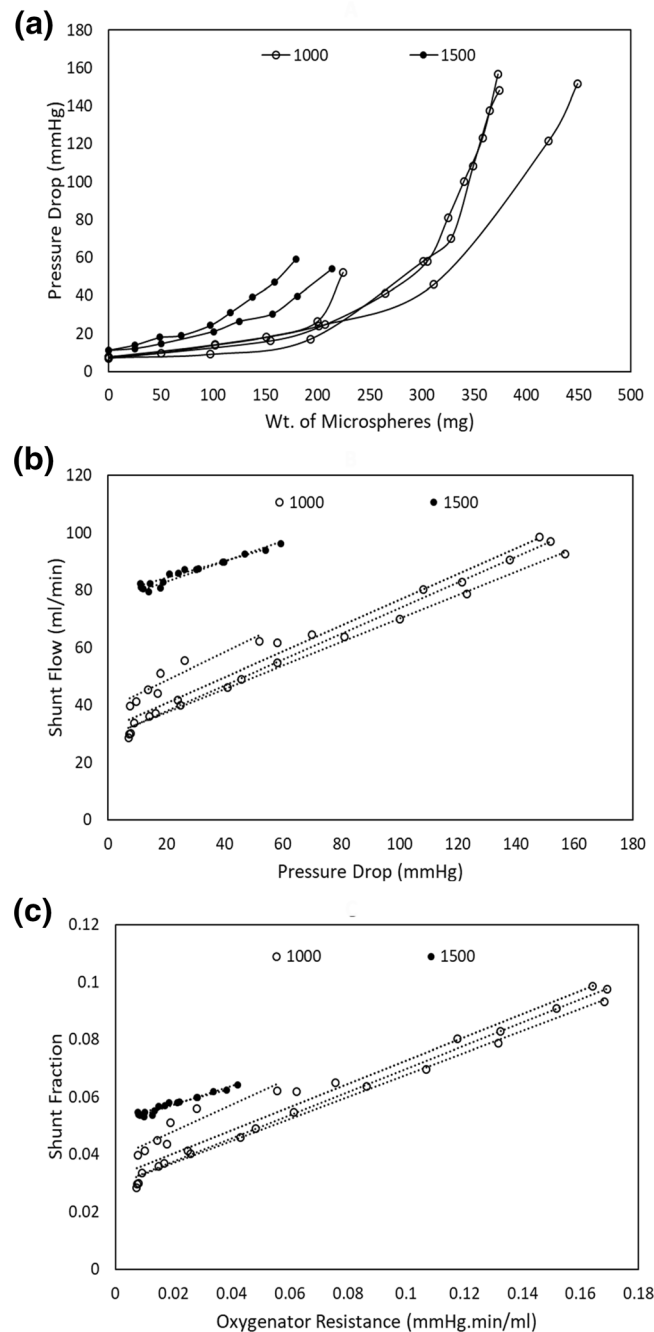 (a)
180
160
140
120
100
80
60
40
20
0
1000 1500
Pressure Drop (mmHg)
0 50 100 150 200 250 300 350 400 450 500
Wt. of Microspheres (mg)
(b)
120
100
80
60
40
20
0
1000 1500
Shunt Flow (ml/min)
0 20 40 60 80 100 120 140 160 180
Pressure Drop (mmHg)
(c)
0.12
0.1
0.08
0.06
0.04
0.02
0
1000 1500
Shunt Fraction
0 0.02 0.04 0.06 0.08 0.1 0.12 0.14 0.16 0.18
Oxygenator Resistance (mmHg.min/ml)